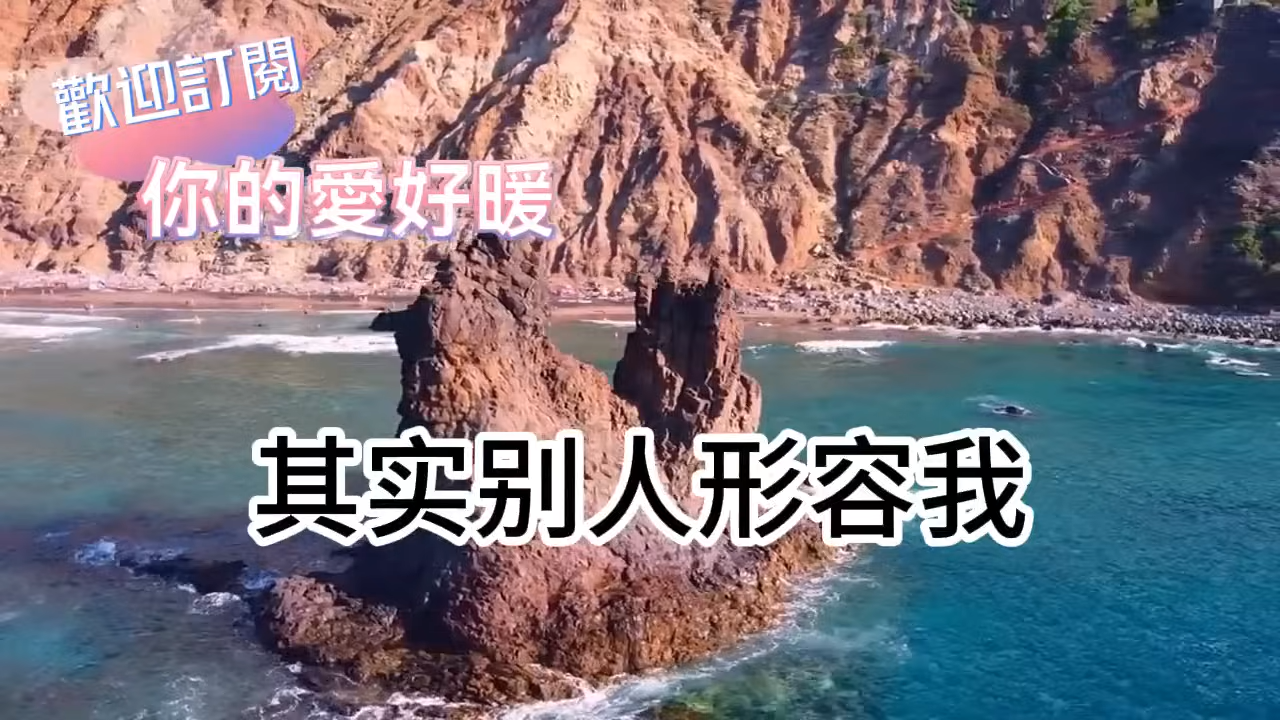 歡迎訂閱
你的愛好暖
其实别人形容我